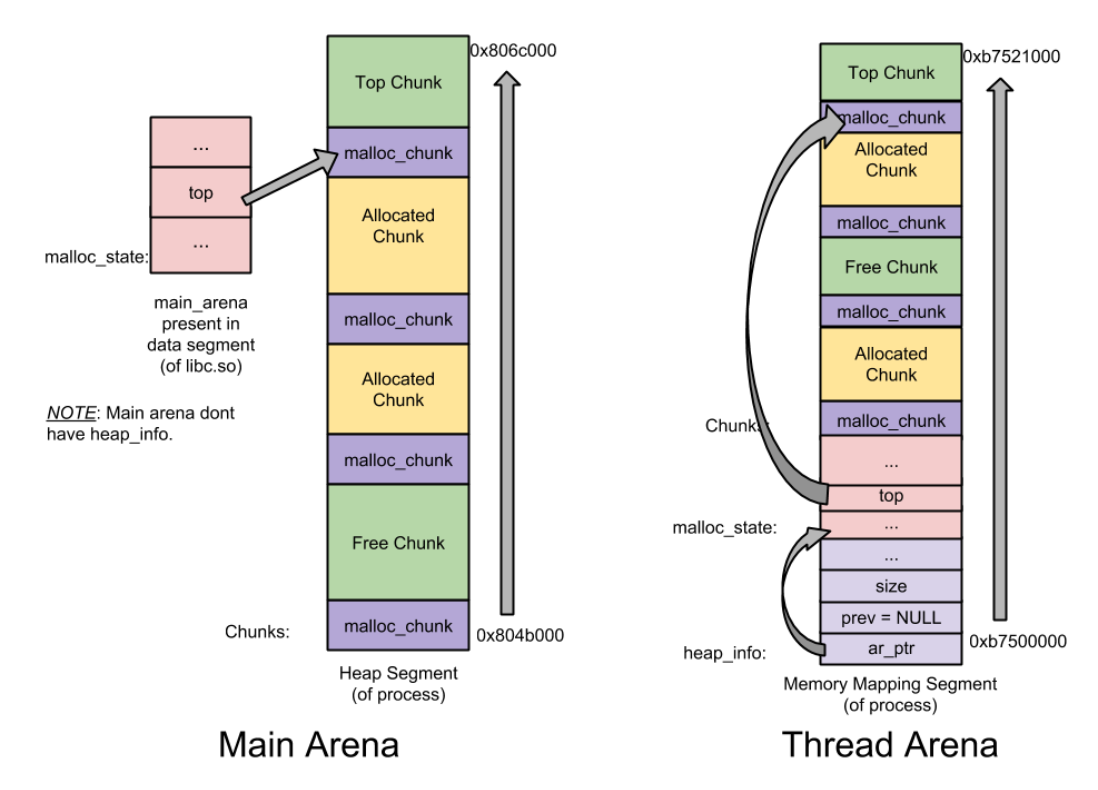 0x806c000
Top Chunk
malloc_chunk
Allocated
Chunk
malloc_chunk
Allocated
Chunk
malloc_chunk
Free Chunk
malloc_chunk
Chunks:
0x804b000
Heap Segment
(of process)
...
top
...
malloc_state:
main_arena
present in
data segment
(of libc.so)
NOTE: Main arena dont
have heap_info.
Main Arena
0xb7521000
Top Chunk
malloc_chunk
Allocated
Chunk
malloc_chunk
Free Chunk
malloc_chunk
Allocated
Chunk
malloc_chunk
Chunks:
...
top
...
malloc_state:
...
size
prev = NULL
ar_ptr
heap_info:
0xb7500000
Memory Mapping Segment
(of process)
Thread Arena